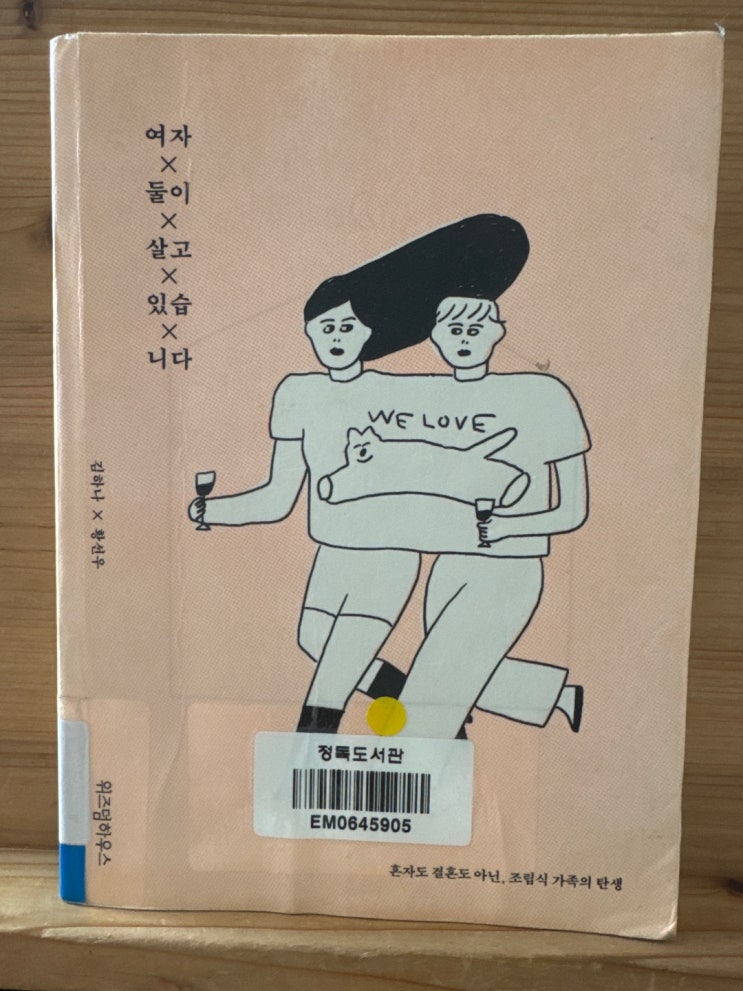 여자
×
둘이
×
살고
×
있습
×
니다
WE LOVE
김하나 × 황선우
정독도서관
EM0645905
위즈덤하우스
혼자도 결혼도 아닌, 조립식 가족의 탄생